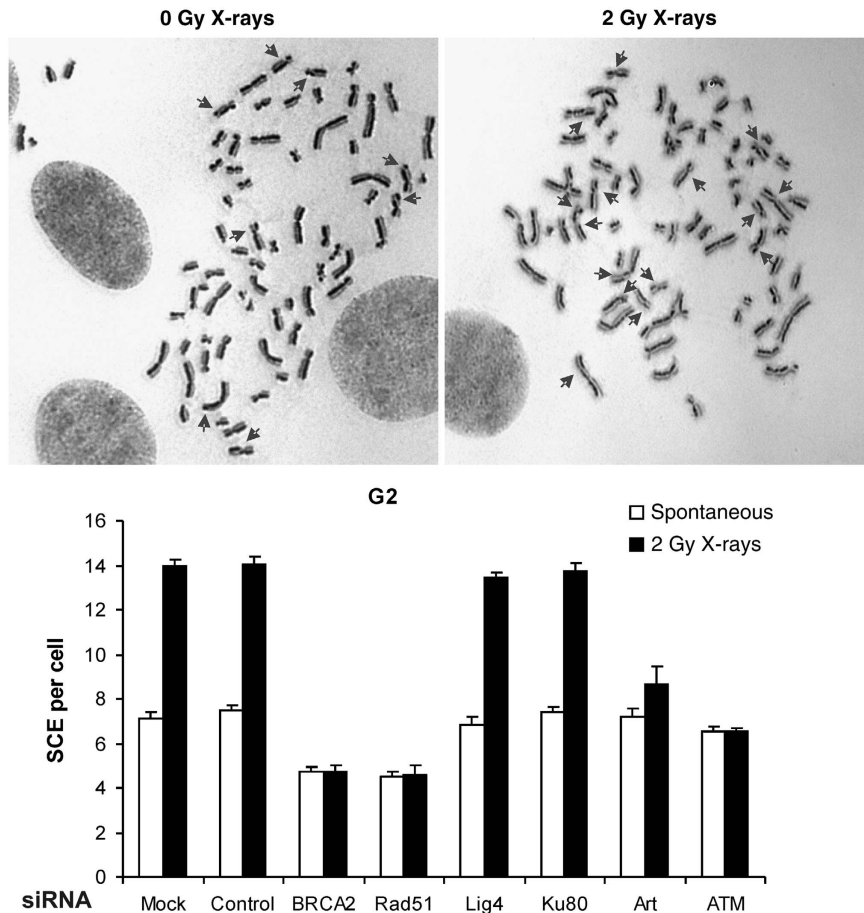 0 Gy X-rays 2 Gy X-rays
G2
Spontaneous
2 Gy X-rays
SCE per cell
16
14
12
10
8
6
4
2
0
siRNA Mock Control BRCA2 Rad51 Lig4 Ku80 Art ATM